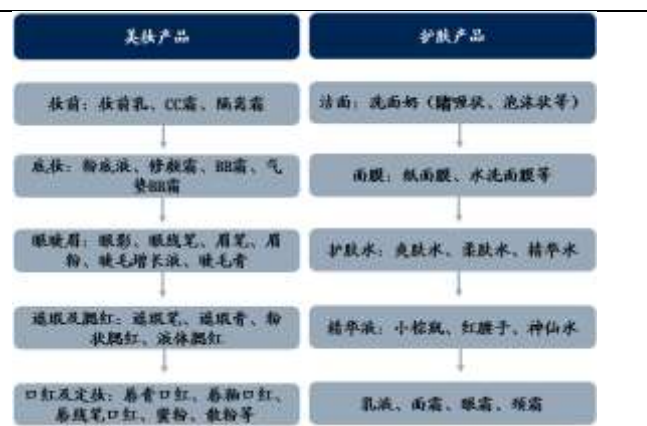 美妆产品
护肤产品
妆前：妆前乳、CC霜、隔离霜
洁面：洗面奶（啫喱状、泡沫状等）
底妆：粉底液、修颜霜、BB霜、气
垫BB霜
面膜：纸面膜、水洗面膜等
眼睫眉：眼影、眼线笔、眉笔、眉
粉、睫毛增长液、睫毛膏
护肤水：爽肤水、柔肤水、精华水
遮瑕及腮红：遮瑕笔、遮瑕膏、粉
状腮红、液体腮红
精华液：小棕瓶、红腰子、神仙水
口红及定妆：唇膏口红、唇釉口红、
唇线笔口红、蜜粉、散粉等
乳液、面霜、眼霜、颈霜